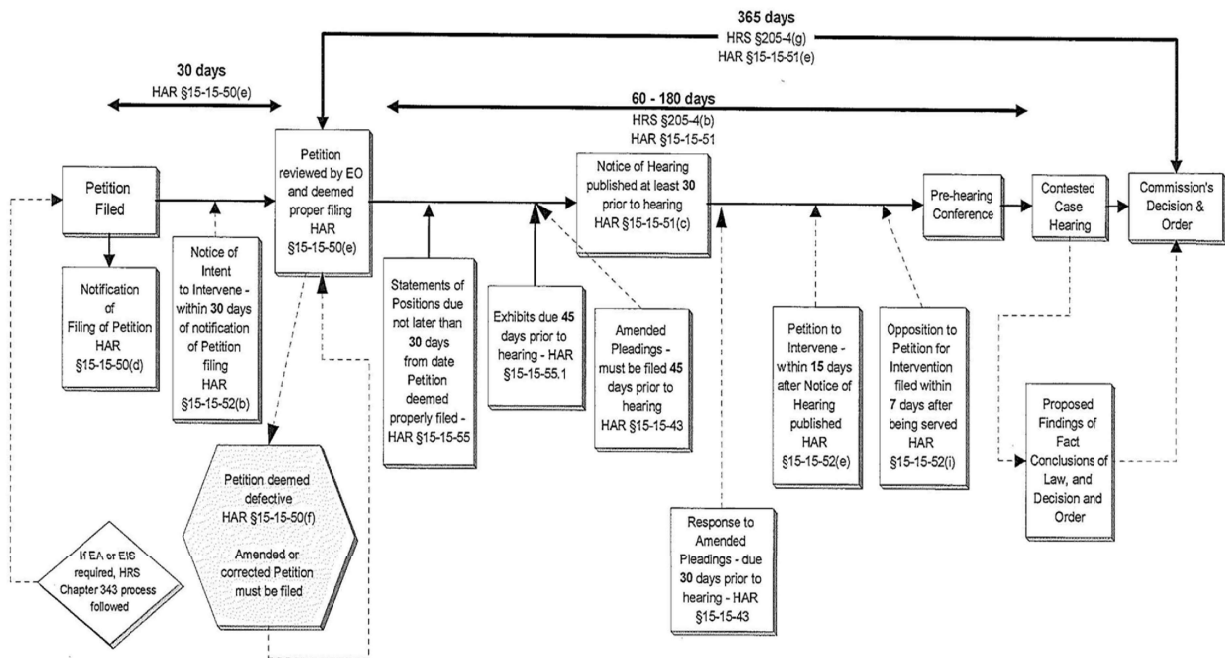 365 days
HRS §205-4(g)
HAR §15-15-51(e)
30 days
HAR §15-15-50(e)
60 - 180 days
HRS §205-4(b)
HAR §15-15-51
Petition
Filed
Petition
reviewed by EO
and deemed
proper filing
HAR
§15-15-50(e)
Notice of Hearing
published at least 30
prior to hearing
HAR §15-15-51(c)
Pre-hearing
Conference
Contested
Case
Hearing
Commission's
Decision &
Order
Notification
of
Filing of Petition
HAR
§15-15-50(d)
Notice of
Intent
to Intervene -
within 30 days
of notification
of Petition
filing
HAR
§15-15-52(b)
Statements of
Positions due
not later than
30 days
from date
Petition
deemed
properly filed -
HAR §15-15-55
Exhibits due 45
days prior to
hearing - HAR
§15-15-55.1
Amended
Pleadings -
must be filed 45
days prior to
hearing
HAR §15-15-43
Petition to
Intervene -
wthin 15 days
after Notice of
Hearing
published
HAR
§15-15-52(e)
Opposition to
Petition for
Intervention
filed within
7 days after
being served
HAR
§15-15-52(i)
Proposed
Findings of
Fact
Conclusions of
Law, and
Decision and
Order
Petition deemed
defective
HAR §15-15-50(f)
Amended or
corrected Petition
must be filed
Response to
Amended
Pleadings - due
30 days prior to
hearing - HAR
§15-15-43
If EA or EIS
required, HRS
Chapter 343 process
followed